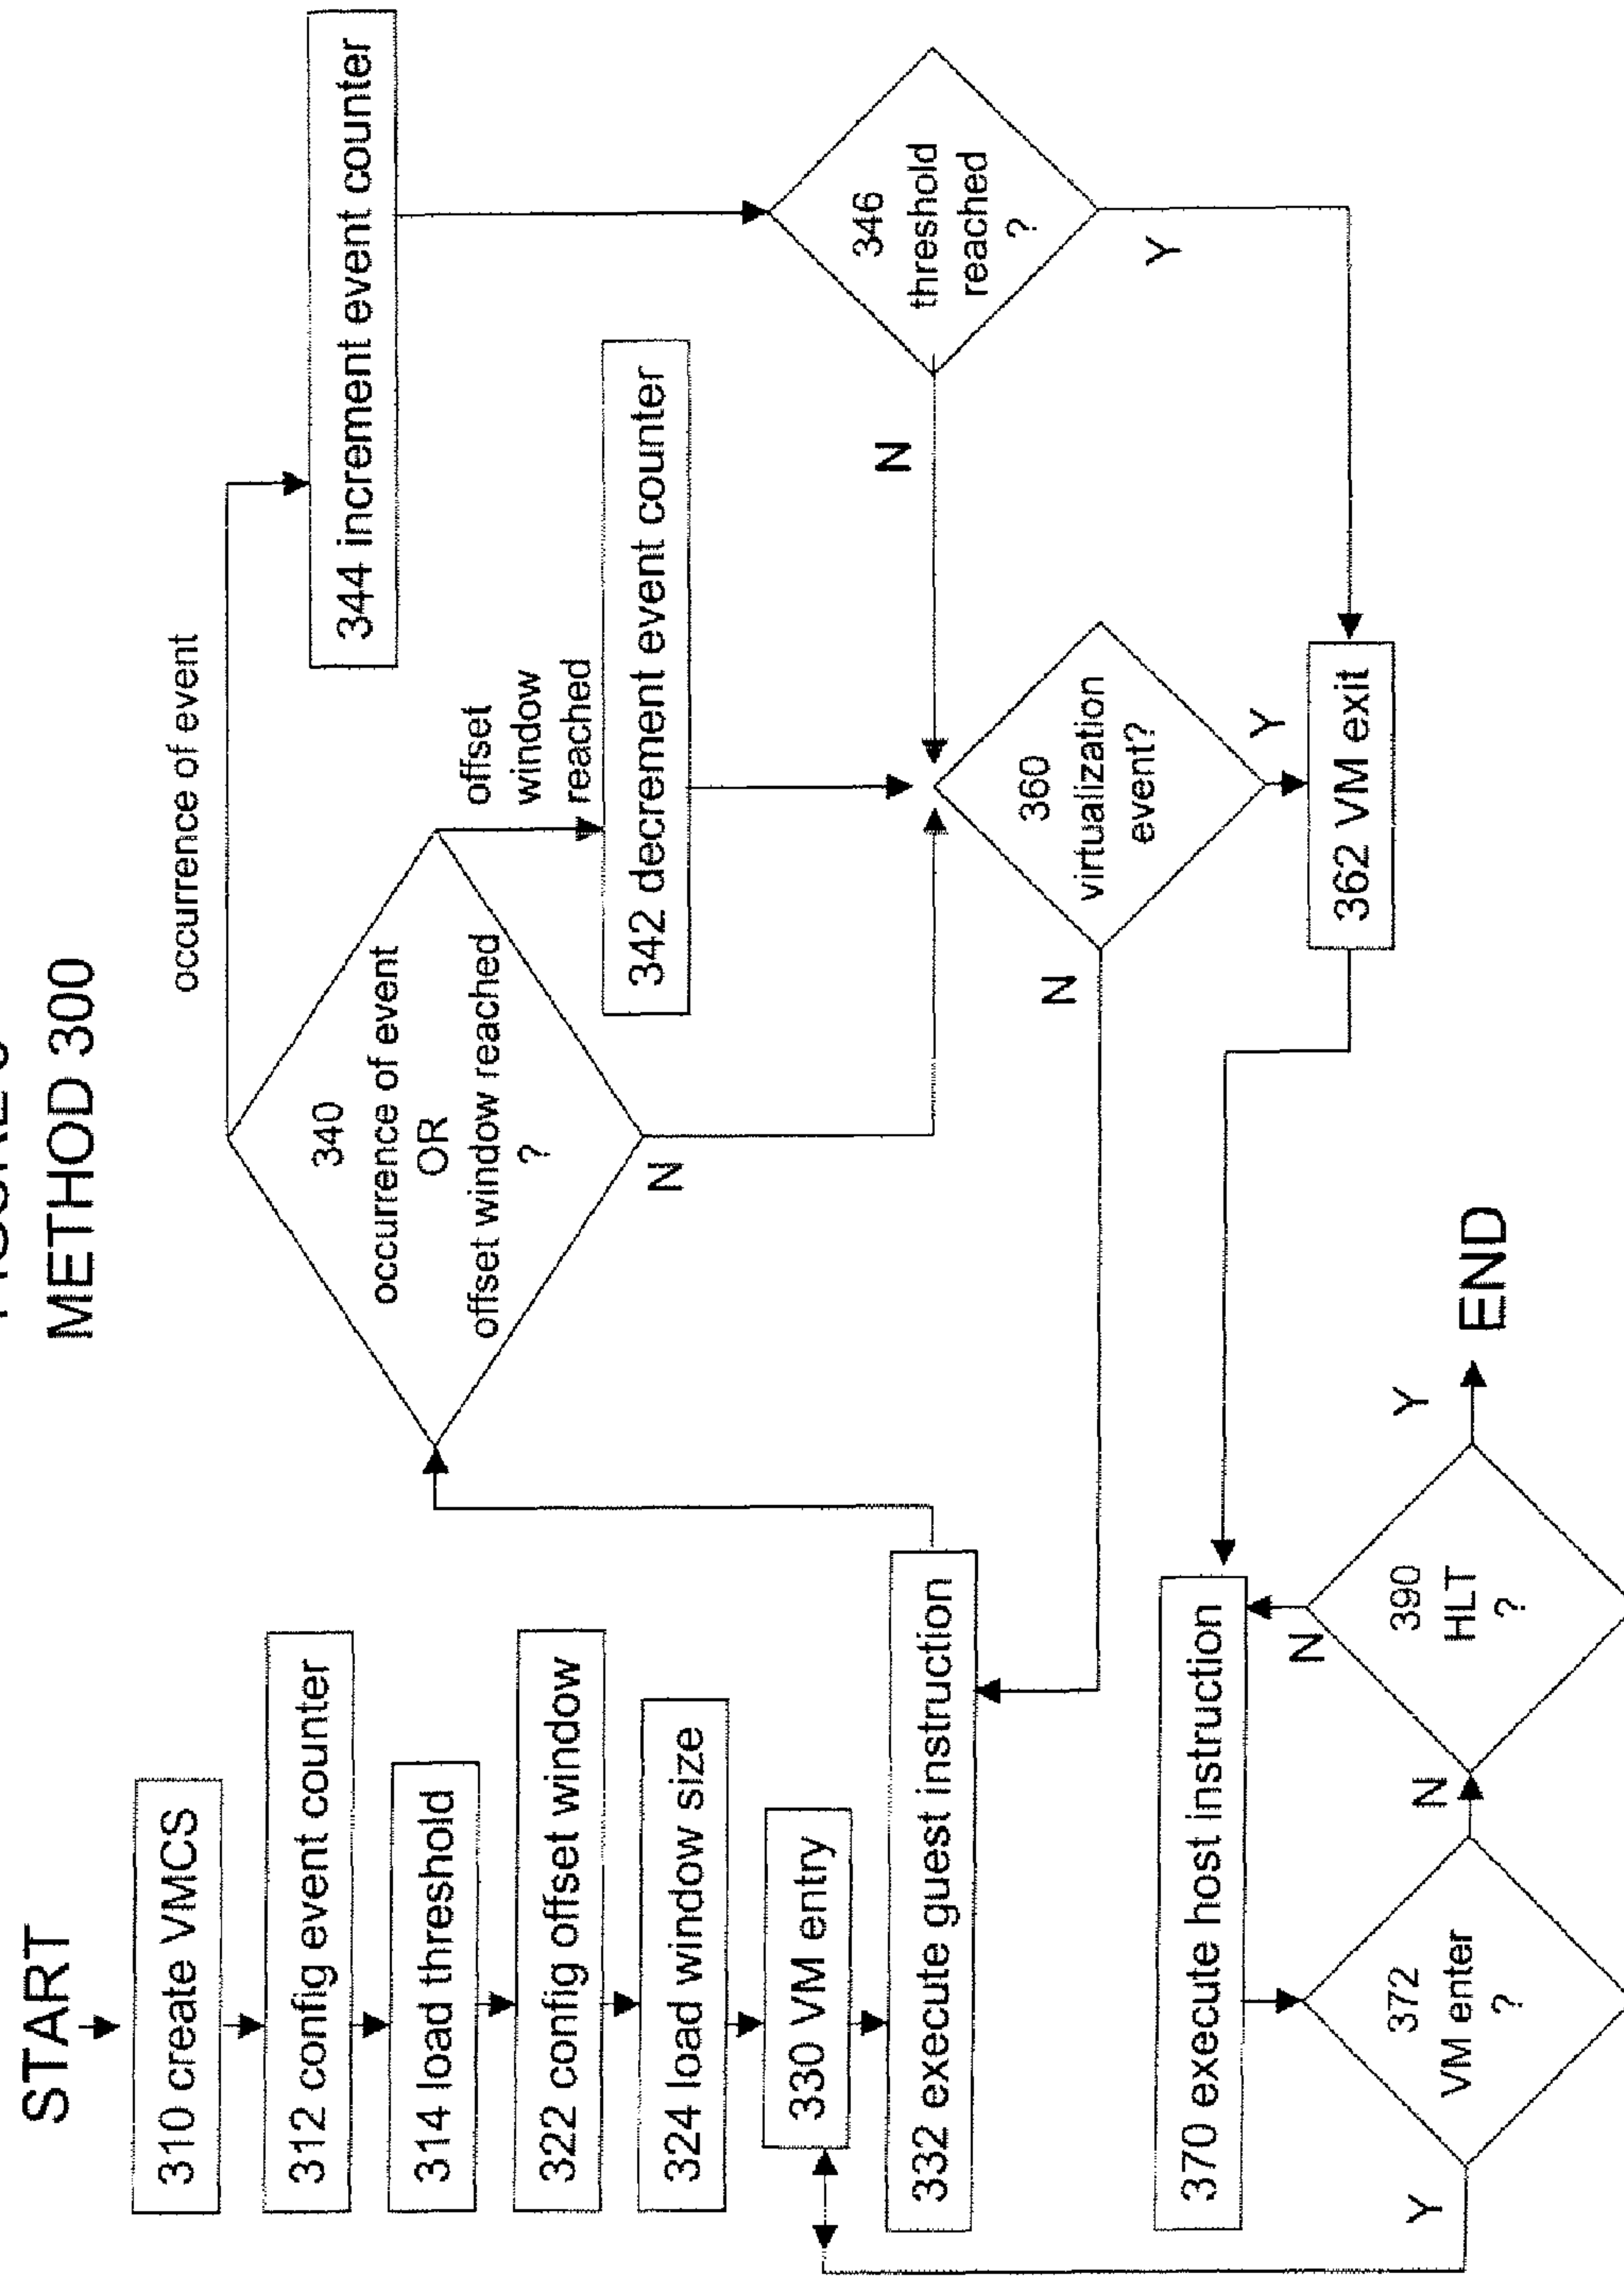 METHOD 300
START
310 create VMCS
312 config event counter
314 load threshold
322 config offset window
324 load window size
330 VM entry
332 execute guest instruction
340
occurrence of event
OR
offset window reached
?
N
occurrence of event
344 increment event counter
offset
window
reached
342 decrement event counter
346
threshold
reached
?
N
Y
360
virtualization
event?
N
Y
362 VM exit
370 execute host instruction
372
VM enter
?
Y
N
390
HLT
?
N
Y
END